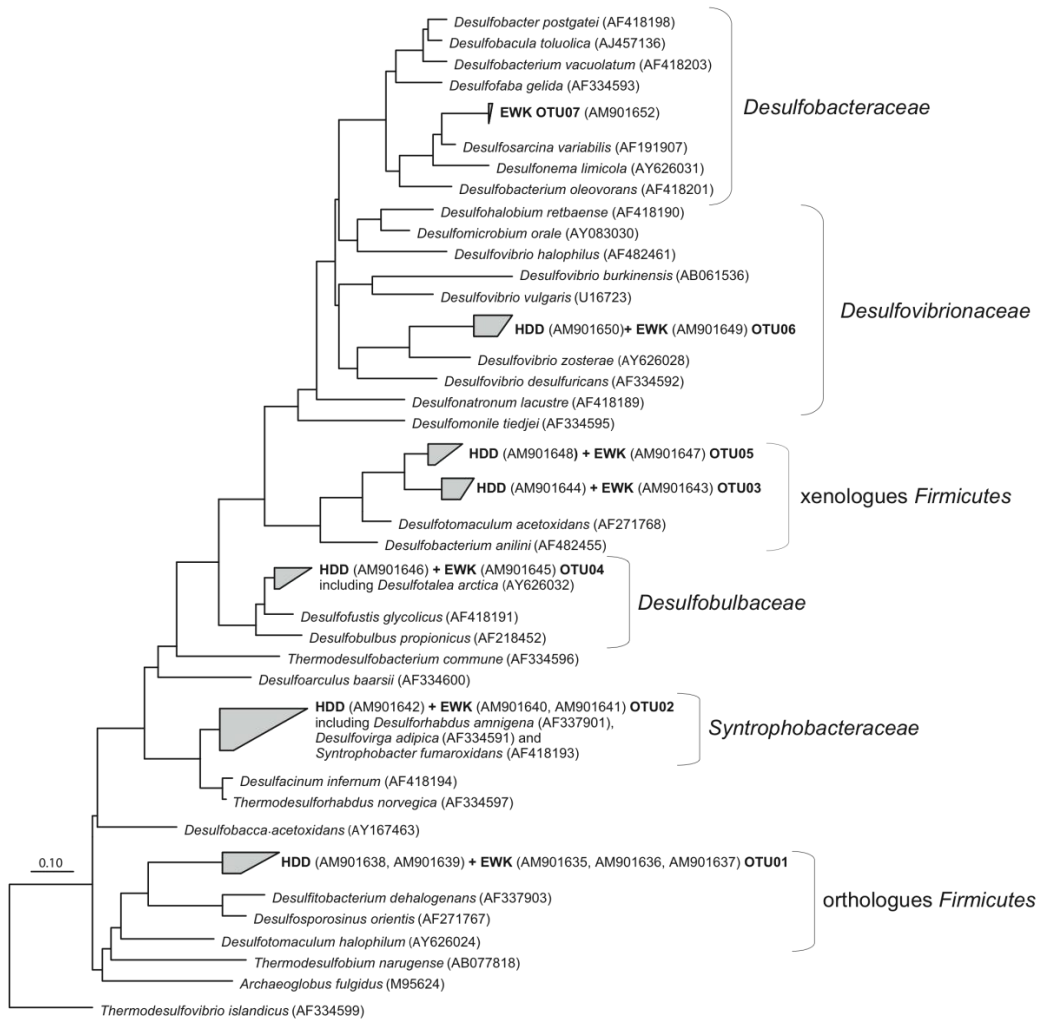 Desulfobacter postgatei (AF418198)
Desulfobacula toluolica (AJ457136)
Desulfobacterium vacuolatum (AF418203)
Desulfofaba gelida (AF334593)
Desulfobacteraceae
EWK OTU07 (AM901652)
Desulfosarcina variabilis (AF191907)
Desulfonema limicola (AY626031)
Desulfobacterium oleovorans (AF418201)
Desulfohalobium retbaense (AF418190)
Desulfomicrobium orale (AY083030)
Desulfovibrio halophilus (AF482461)
Desulfovibrio burkinensis (AB061536)
Desulfovibrio vulgaris (U16723)
Desulfovibrionaceae
HDD (AM901650)+ EWK (AM901649) OTU06
Desulfovibrio zosterae (AY626028)
Desulfovibrio desulfuricans (AF334592)
Desulfonatronum lacustre (AF418189)
Desulfomonile tiedjei (AF334595)
HDD (AM901648) + EWK (AM901647) OTU05
HDD (AM901644) + EWK (AM901643) OTU03
xenologues Firmicutes
Desulfotomaculum acetoxidans (AF271768)
Desulfobacterium anilini (AF482455)
HDD (AM901646) + EWK (AM901645) OTU04
including Desulfotalea arctica (AY626032)
Desulfobulbaceae
Desulfofustis glycolicus (AF418191)
Desulfobulbus propionicus (AF218452)
Thermodesulfobacterium commune (AF334596)
Desulfoarculus baarsii (AF334600)
HDD (AM901642) + EWK (AM901640, AM901641) OTU02
including Desulforhabdus amnigena (AF337901),
Desulfovirga adipica (AF334591) and
Syntrophobacter fumaroxidans (AF418193)
Syntrophobacteraceae
Desulfacinum infernum (AF418194)
Thermodesulforhabdus norvegica (AF334597)
Desulfobacca acetoxidans (AY167463)
0.10
HDD (AM901638, AM901639) + EWK (AM901635, AM901636, AM901637) OTU01
Desulfitobacterium dehalogenans (AF337903)
orthologues Firmicutes
Desulfosporosinus orientis (AF271767)
Desulfotomaculum halophilum (AY626024)
Thermodesulfobium narugense (AB077818)
Archaeoglobus fulgidus (M95624)
Thermodesulfovibrio islandicus (AF334599)